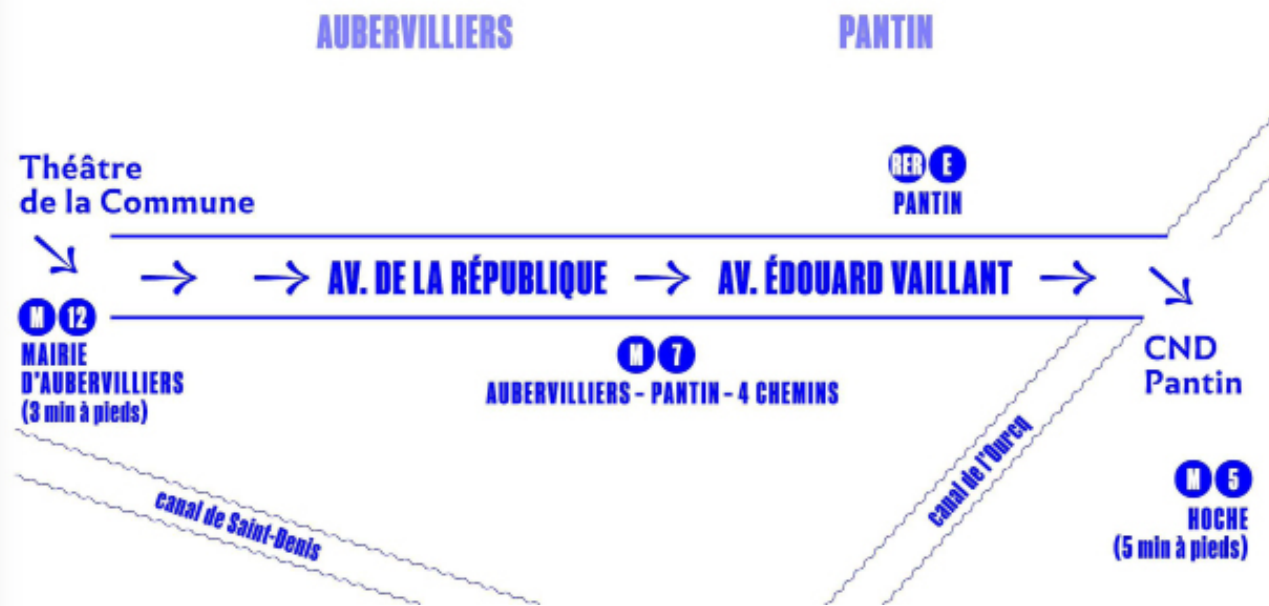 AUBERVILLIERS
PANTIN
Théâtre
de la Commune
RER E
PANTIN
AV. DE LA RÉPUBLIQUE
AV. ÉDOUARD VAILLANT
M 12
MAIRIE
D'AUBERVILLIERS
(3 min à pieds)
M 7
AUBERVILLIERS - PANTIN - 4 CHEMINS
CND
Pantin
canal de Saint-Denis
canal de l'Ourcq
M 5
HOCHE
(5 min à pieds)